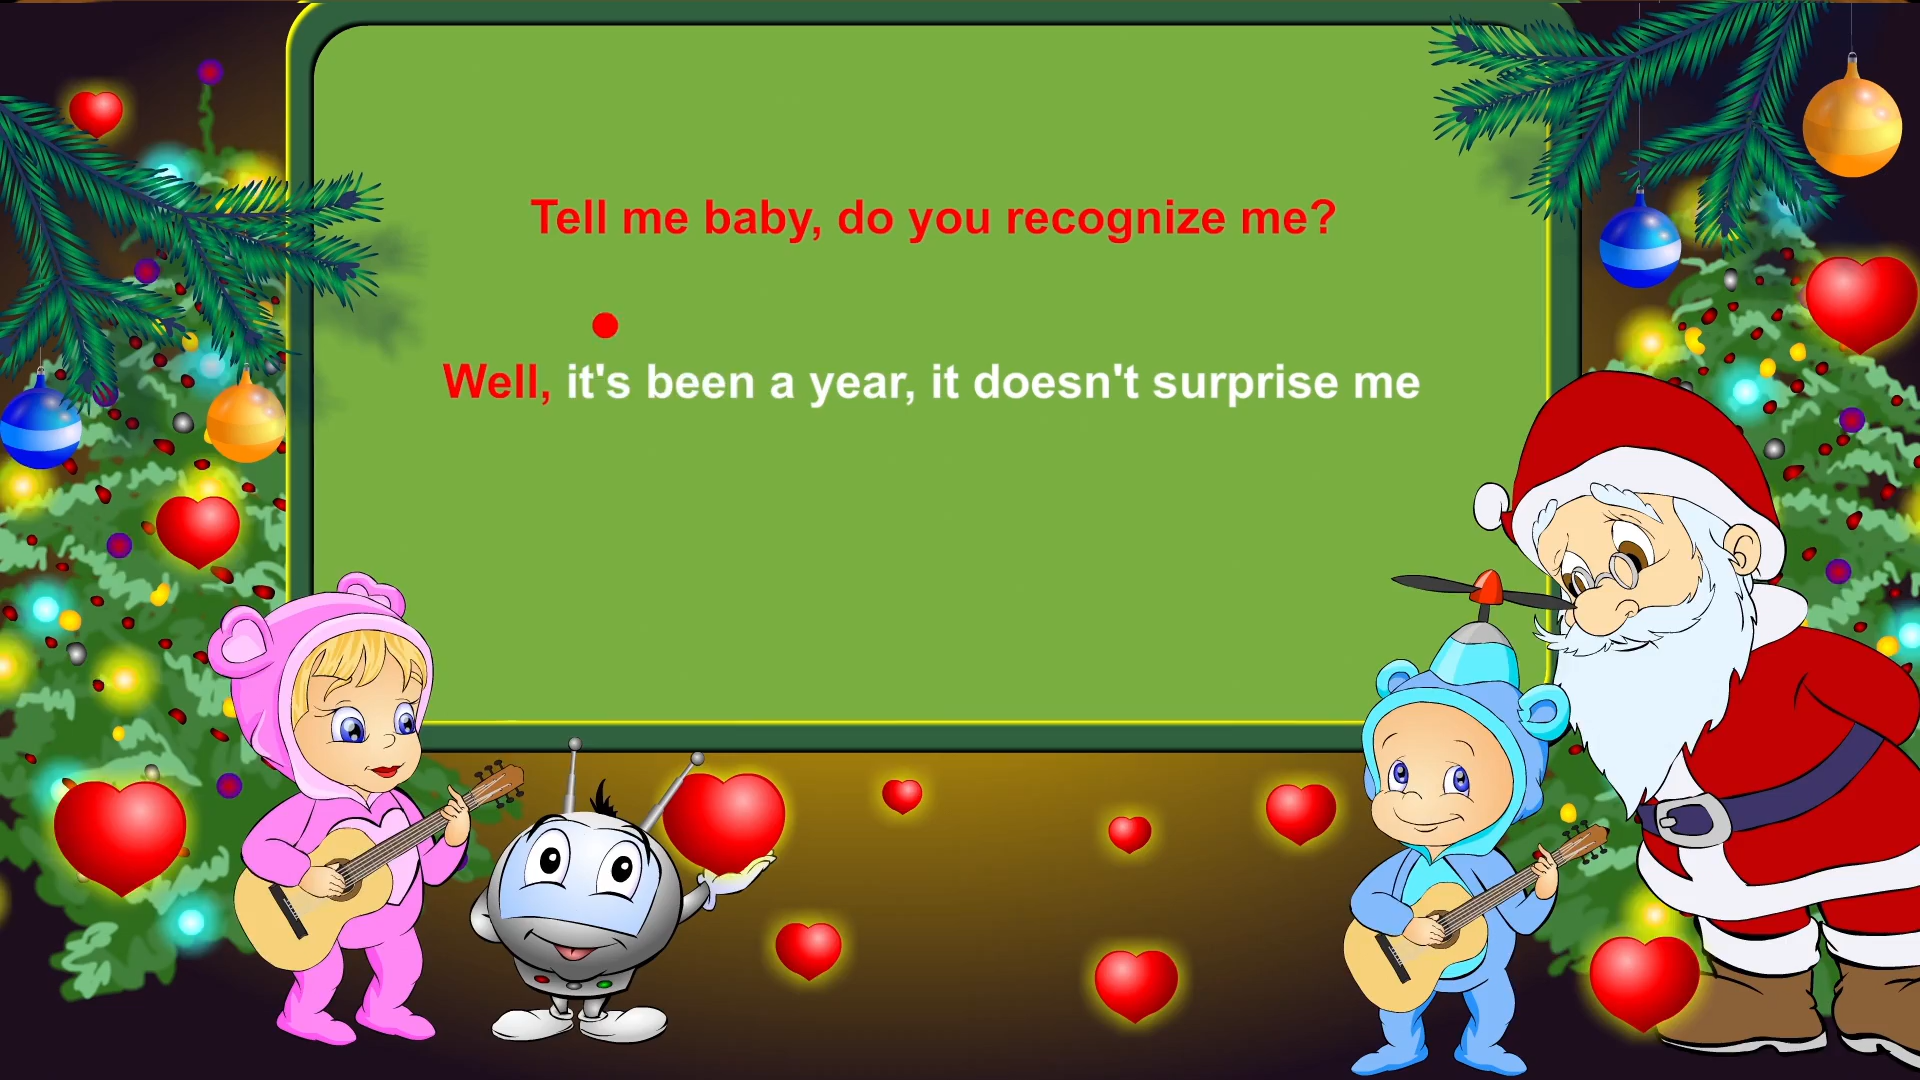 Tell me baby, do you recognize me?
Well, it's been a year, it doesn't surprise me